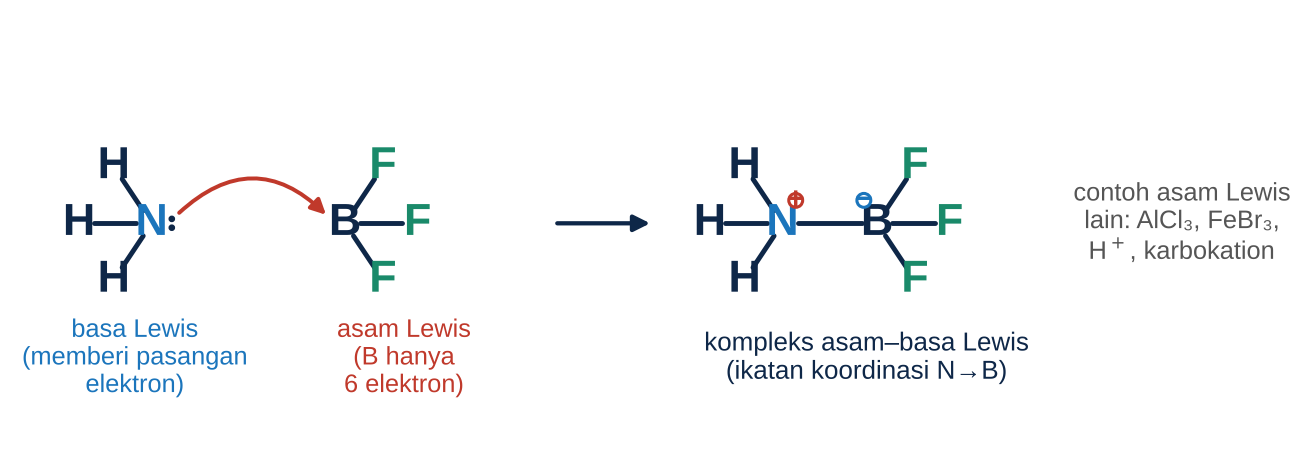 H
H N:
H
F
B F
F
H
H N⊕ ⊖B F
H
F
F
basa Lewis
(memberi pasangan
elektron)
asam Lewis
(B hanya
6 elektron)
kompleks asam–basa Lewis
(ikatan koordinasi N→B)
contoh asam Lewis
lain: AlCl₃, FeBr₃,
H⁺, karbokation